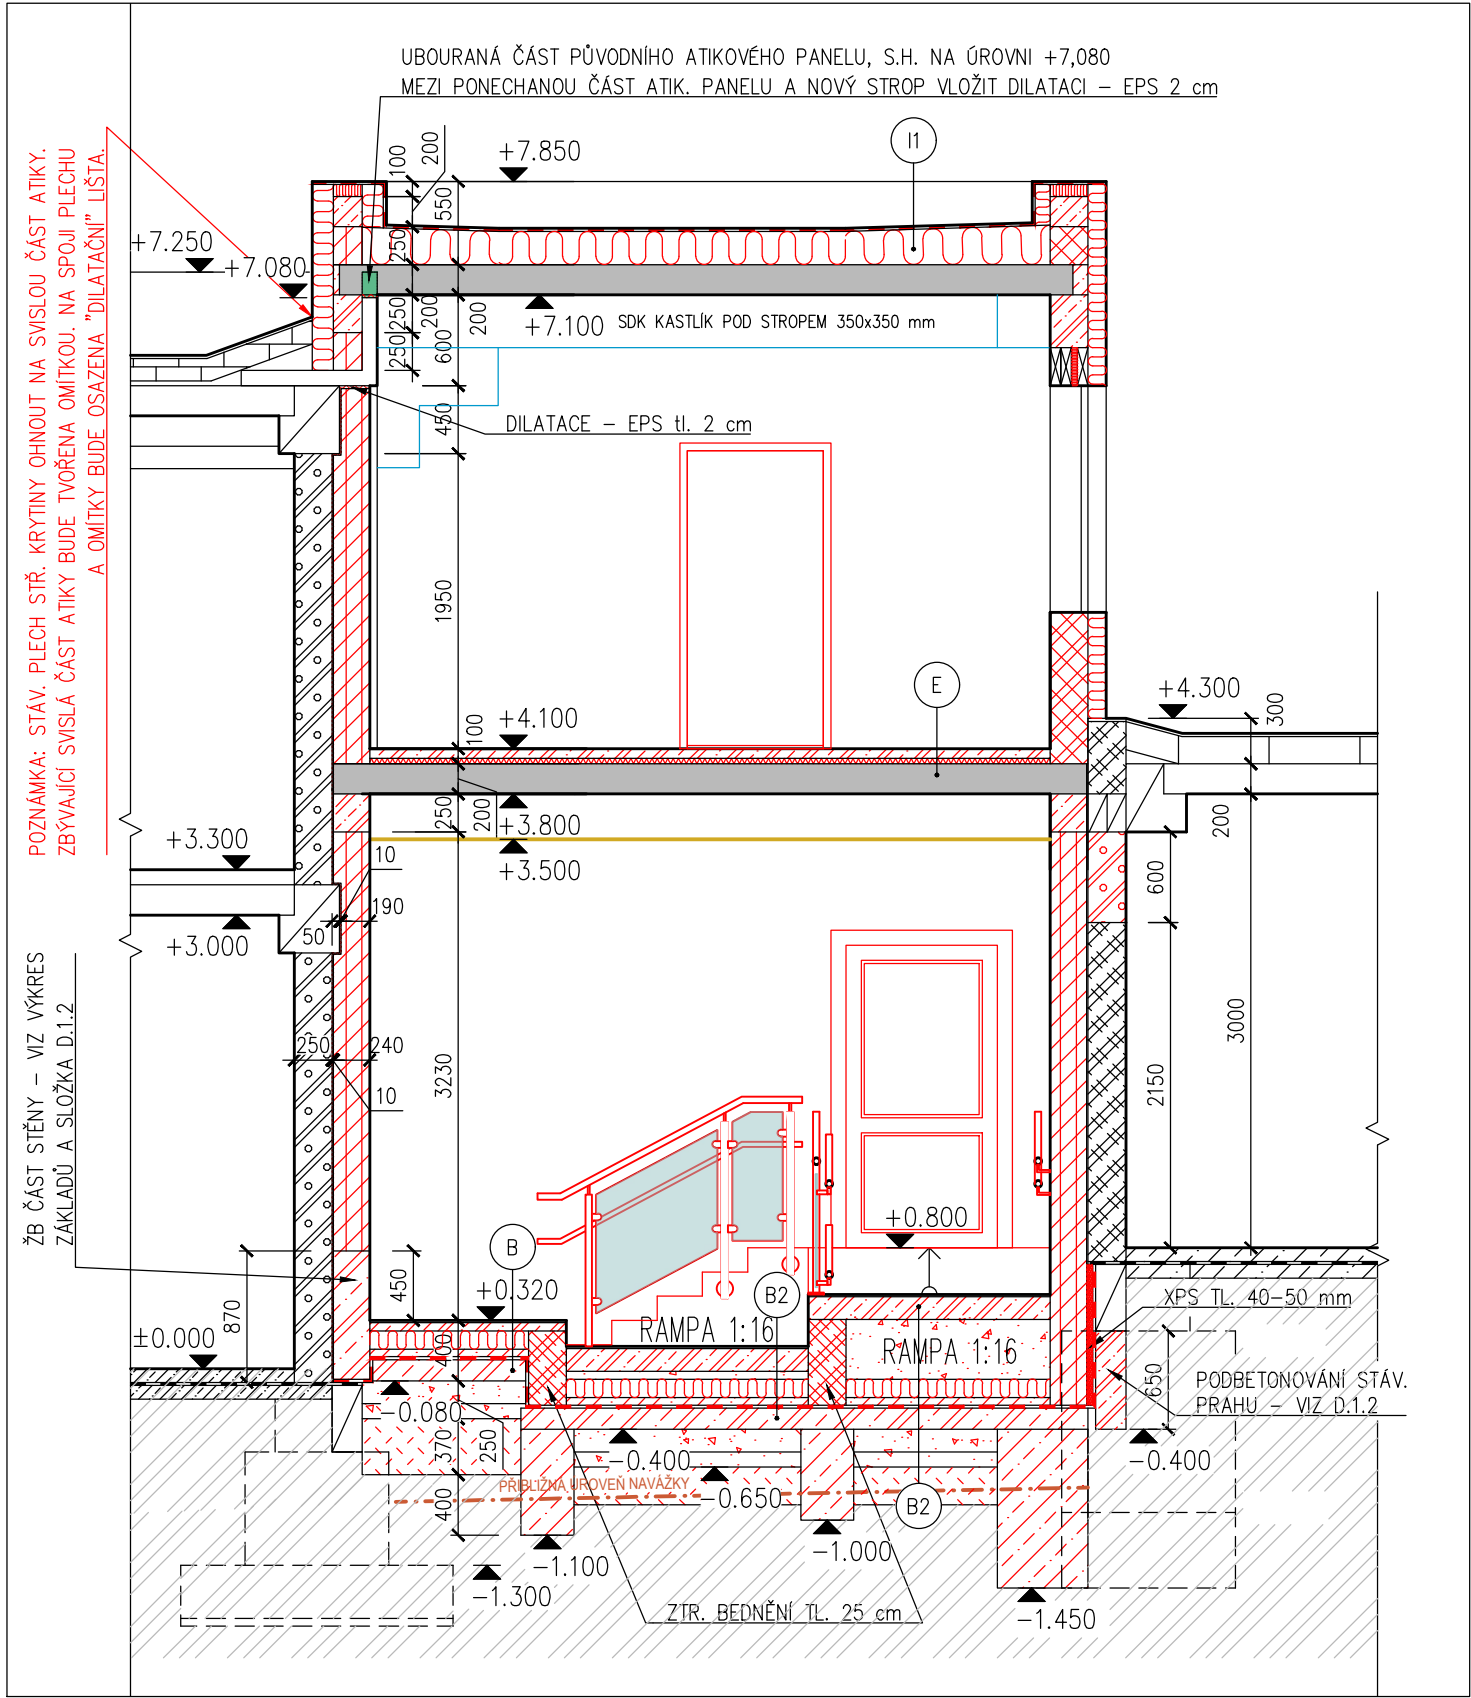 UBOURANÁ ČÁST PŮVODNÍHO ATIKOVÉHO PANELU, S.H. NA ÚROVNI +7,080
MEZI PONECHANOU ČÁST ATIK. PANELU A NOVÝ STROP VLOŽIT DILATACI – EPS 2 cm
POZNÁMKA: STÁV. PLECH STŘ. KRYTINY OHNOUT NA SVISLOU ČÁST ATIKY.
ZBÝVAJÍCÍ SVISLÁ ČÁST ATIKY BUDE TVOŘENA OMÍTKOU. NA SPOJI PLECHU
A OMÍTKY BUDE OSAZENA "DILATAČNÍ" LIŠTA.
I1
+7.850
100
200
550
250
+7.250
+7.080
250
200
200
+7.100
SDK KASTLÍK POD STROPEM 350x350 mm
250
600
450
DILATACE – EPS tl. 2 cm
1950
E
+4.300
300
100
+4.100
250
200
+3.800
+3.500
200
+3.300
10
190
50
+3.000
600
ŽB ČÁST STĚNY – VIZ VÝKRES
ZÁKLADŮ A SLOŽKA D.1.2
250
240
10
3230
3000
2150
+0.800
B
450
870
+0.320
B2
±0.000
400
RAMPA 1:16
RAMPA 1:16
XPS TL. 40–50 mm
650
PODBETONOVÁNÍ STÁV.
PRAHU – VIZ D.1.2
-0.080
370
250
-0.400
-0.400
PŘIBLIŽNÁ ÚROVEŇ NAVÁŽKY
-0.650
B2
400
-1.100
-1.000
-1.300
ZTR. BEDNĚNÍ TL. 25 cm
-1.450